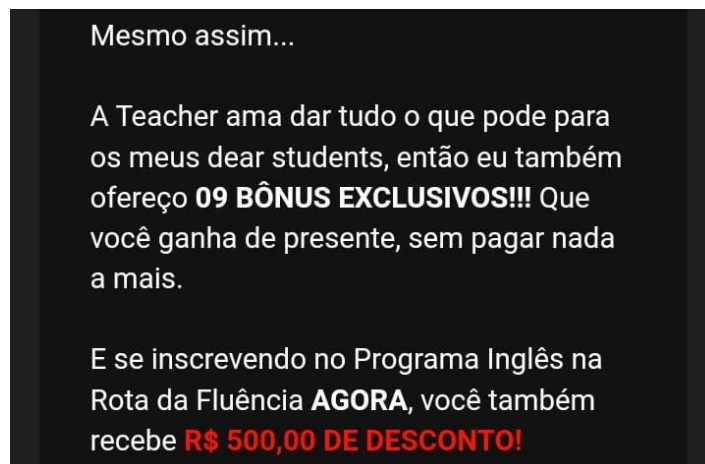 Mesmo assim...
A Teacher ama dar tudo o que pode para
os meus dear students, então eu também
ofereço 09 BÔNUS EXCLUSIVOS!!! Que
você ganha de presente, sem pagar nada
a mais.
E se inscrevendo no Programa Inglês na
Rota da Fluência AGORA, você também
recebe R$ 500,00 DE DESCONTO!